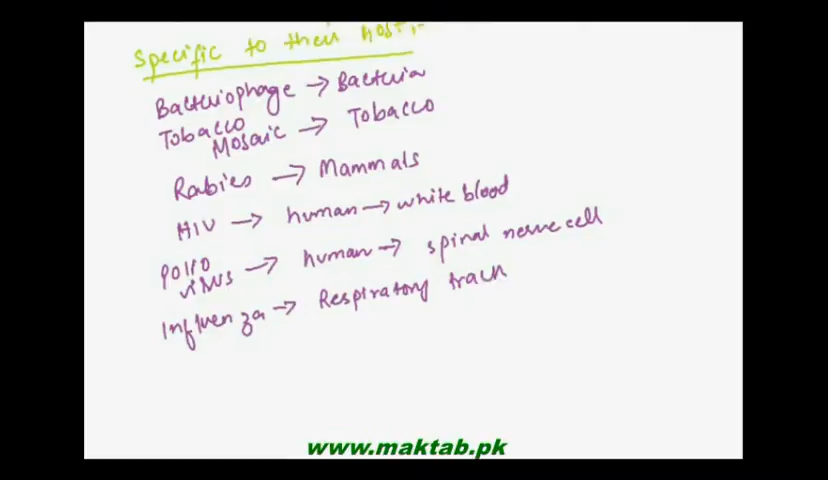 Specific to their Host:-
Bacteriophage → Bacteria
Tobacco Mosaic → Tobacco
Rabies → Mammals
HIV → human → white blood
Polio virus → human → spinal nerve cell
Influenza → Respiratory track
www.maktab.pk